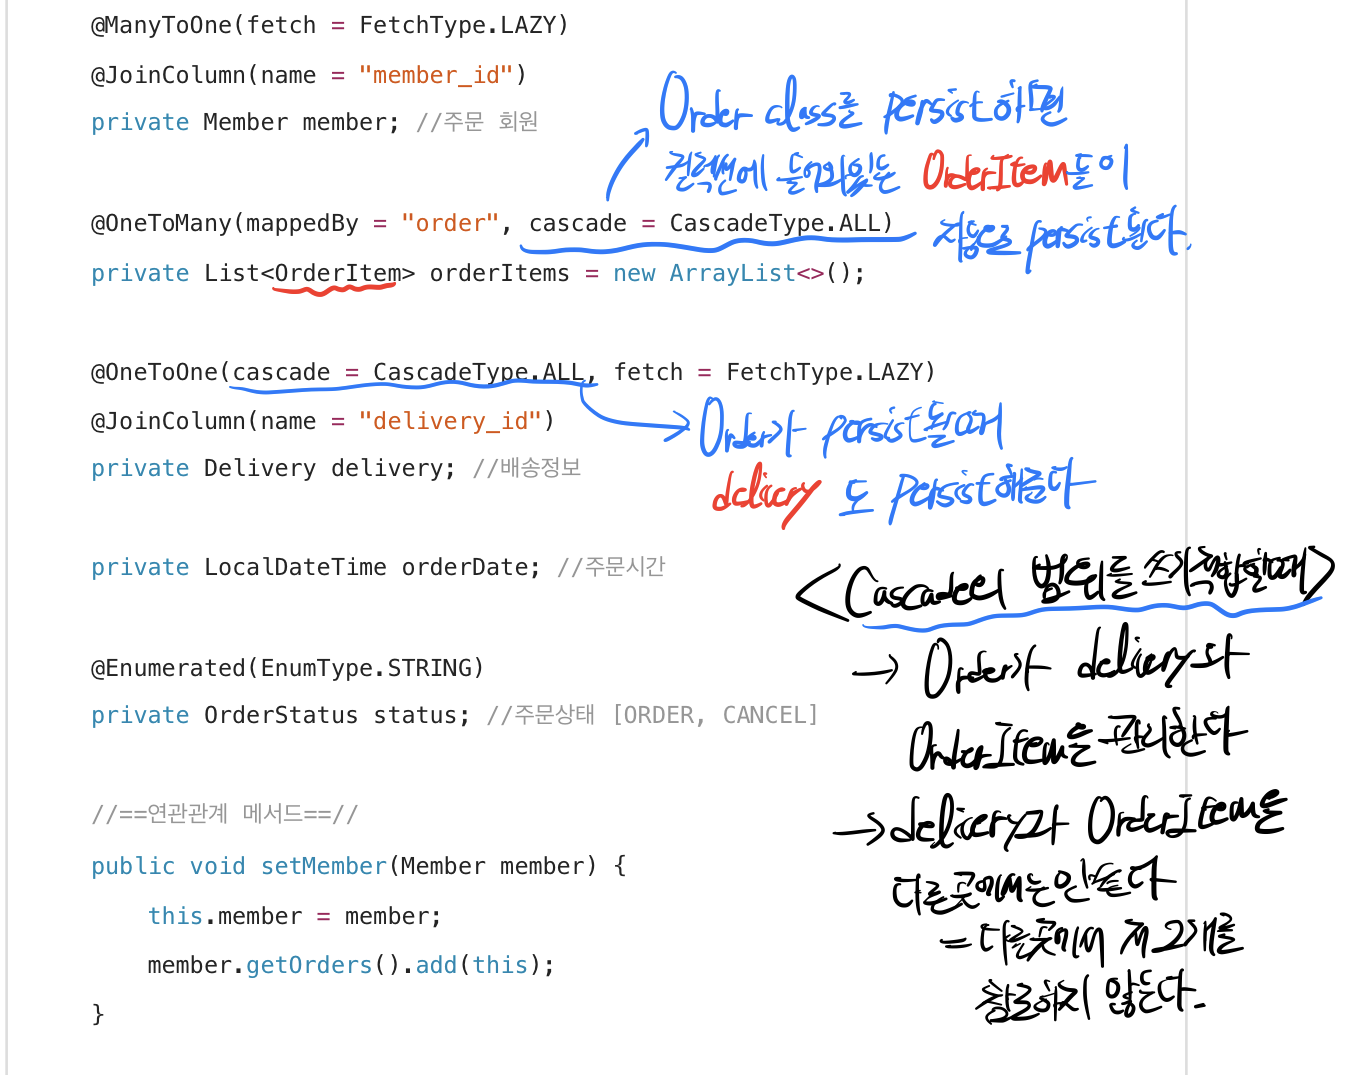 @ManyToOne(fetch = FetchType.LAZY)
@JoinColumn(name = "member_id")
private Member member; //주문 회원
Order class를 persist하면
컬렉션에 들어와있는 OrderItem들이
자동으로 persist된다.
@OneToMany(mappedBy = "order", cascade = CascadeType.ALL)
private List<OrderItem> orderItems = new ArrayList<>();
@OneToOne(cascade = CascadeType.ALL, fetch = FetchType.LAZY)
@JoinColumn(name = "delivery_id")
private Delivery delivery; //배송정보
Order가 persist될때
delivery도 persist해준다
private LocalDateTime orderDate; //주문시간
<Cascade의 범위를 쓰기적합할때>
→ Order가 delivery와
OrderItem을 관리한다
→ delivery과 OrderItem을
다른곳에서는 안쓴다
= 다른곳에서 저 2개를
참조하지 않는다.
@Enumerated(EnumType.STRING)
private OrderStatus status; //주문상태 [ORDER, CANCEL]
//==연관관계 메서드==//
public void setMember(Member member) {
this.member = member;
member.getOrders().add(this);
}